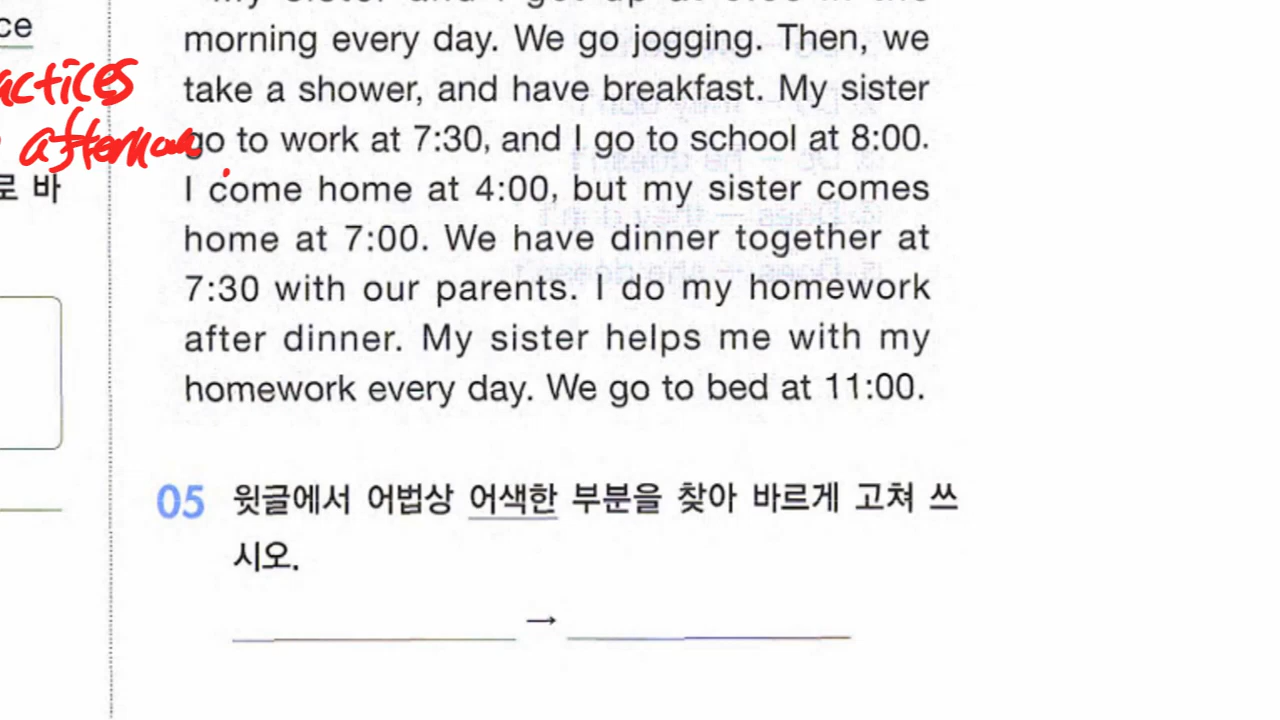 ce
actices
afternoon
로 바
morning every day. We go jogging. Then, we
take a shower, and have breakfast. My sister
go to work at 7:30, and I go to school at 8:00.
I come home at 4:00, but my sister comes
home at 7:00. We have dinner together at
7:30 with our parents. I do my homework
after dinner. My sister helps me with my
homework every day. We go to bed at 11:00.
05 윗글에서 어법상 어색한 부분을 찾아 바르게 고쳐 쓰
시오.
→